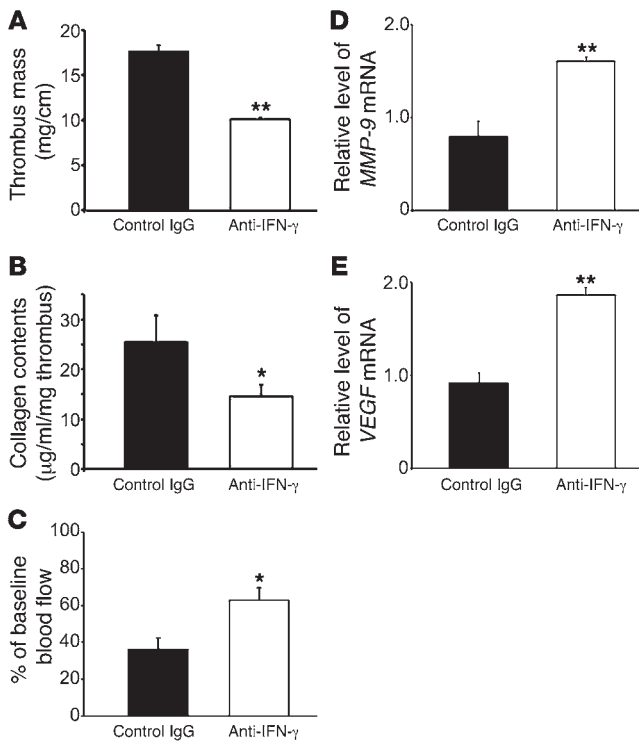 A
Thrombus mass
(mg/cm)
20
15
10
5
0
**
Control IgG Anti-IFN-γ
B
Collagen contents
(μg/ml/mg thrombus)
30
20
10
0
*
Control IgG Anti-IFN-γ
C
% of baseline
blood flow
100
80
60
40
20
0
*
Control IgG Anti-IFN-γ
D
Relative level of
MMP-9 mRNA
2.0
1.0
0
**
Control IgG Anti-IFN-γ
E
Relative level of
VEGF mRNA
2.0
1.0
0
**
Control IgG Anti-IFN-γ